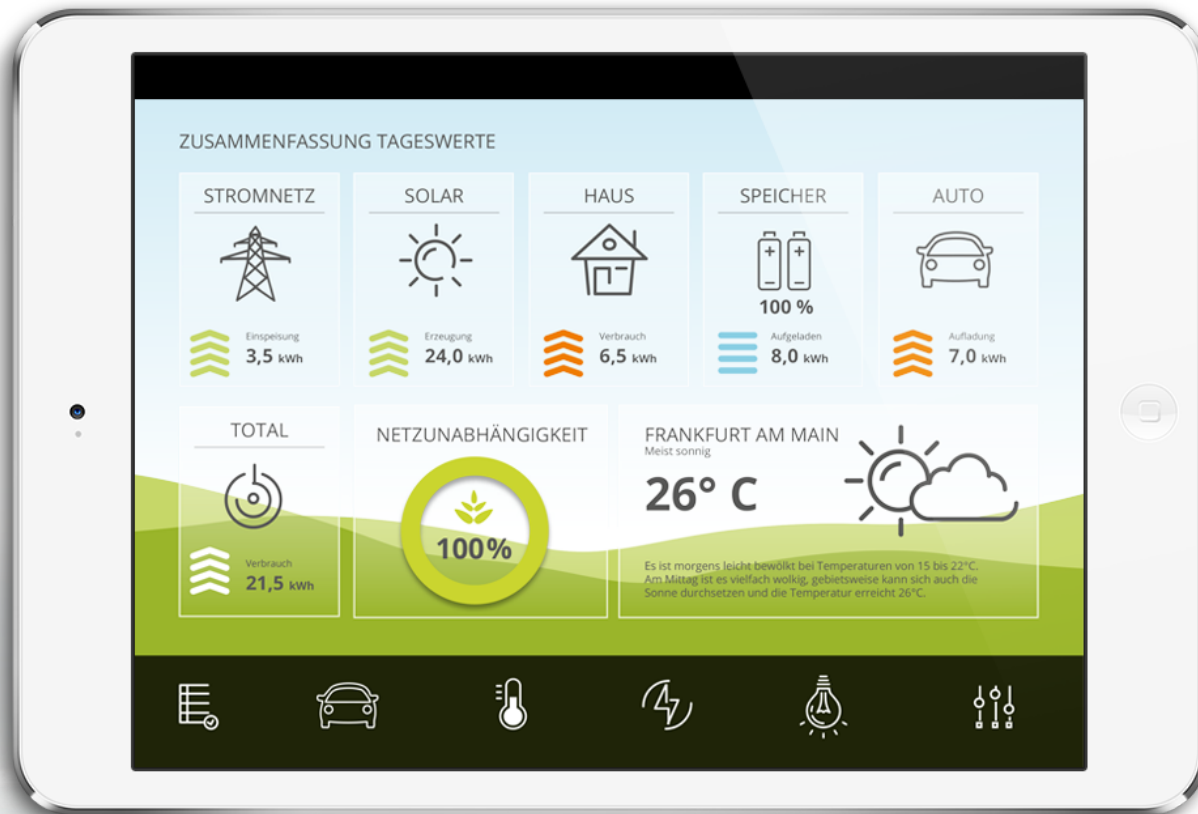 ZUSAMMENFASSUNG TAGESWERTE
STROMNETZ
Einspeisung
3,5 kWh
SOLAR
Erzeugung
24,0 kWh
HAUS
Verbrauch
6,5 kWh
SPEICHER
100 %
Aufgeladen
8,0 kWh
AUTO
Aufladung
7,0 kWh
TOTAL
Verbrauch
21,5 kWh
NETZUNABHÄNGIGKEIT
100%
FRANKFURT AM MAIN
Meist sonnig
26° C
Es ist morgens leicht bewölkt bei Temperaturen von 15 bis 22°C.
Am Mittag ist es vielfach wolkig, gebietsweise kann sich auch die
Sonne durchsetzen und die Temperatur erreicht 26°C.